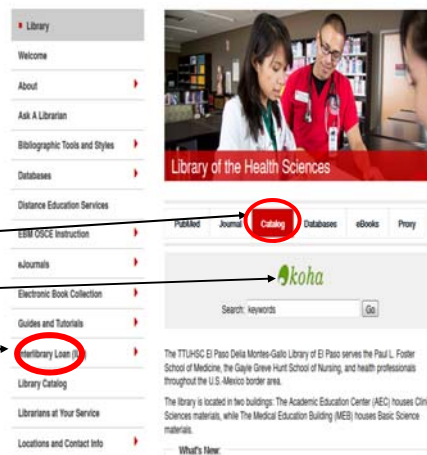 Library
Welcome
About
Ask A Librarian
Bibliographic Tools and Styles
Databases
Distance Education Services
EBM OSCE Instruction
eJournals
Electronic Book Collection
Guides and Tutorials
Interlibrary Loan
Library Catalog
Librarians at Your Service
Locations and Contact Info
Library of the Health Sciences
PubMed Journal Catalog Databases eBooks Proxy
koha
Search: keywords Go
The TTUHSC El Paso Delia Montes-Gallo Library of El Paso serves the Paul L. Foster
School of Medicine, the Gayle Greve Hunt School of Nursing, and health professionals
throughout the U.S.-Mexico border area.
The library is located in two buildings: The Academic Education Center (AEC) houses Clin
Sciences materials, while The Medical Education Building (MEB) houses Basic Science
materials.
What's New: